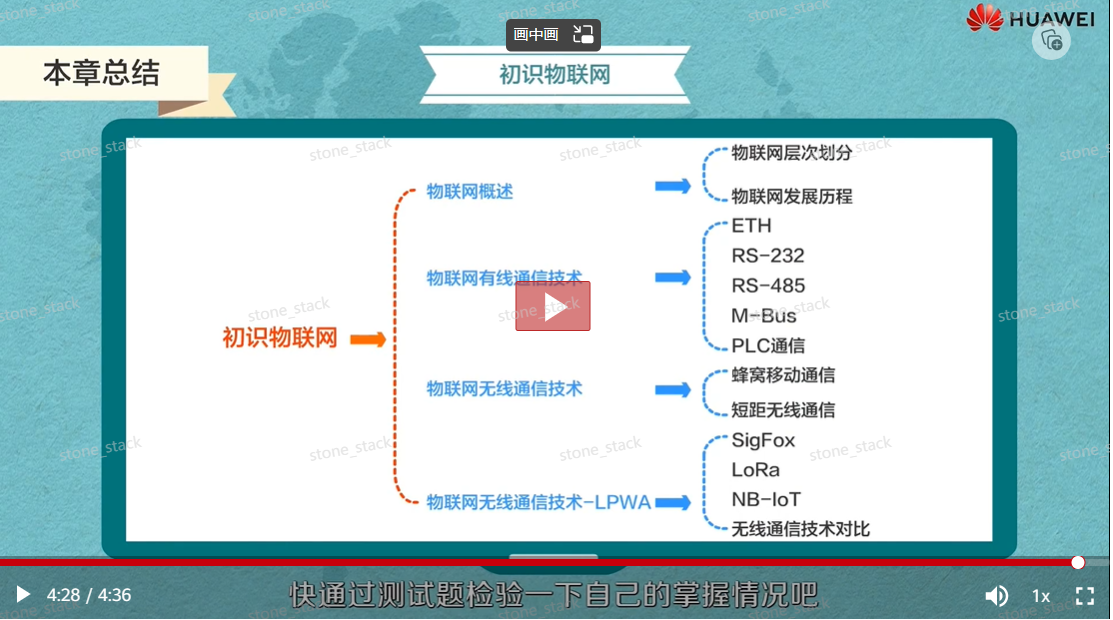 HUAWEI
画中画
本章总结
初识物联网
初识物联网
物联网概述
物联网层次划分
物联网发展历程
物联网有线通信技术
ETH
RS-232
RS-485
M-Bus
PLC通信
物联网无线通信技术
蜂窝移动通信
短距无线通信
物联网无线通信技术-LPWA
SigFox
LoRa
NB-IoT
无线通信技术对比
快通过测试题检验一下自己的掌握情况吧
4:28 / 4:36
1x
stone_stack